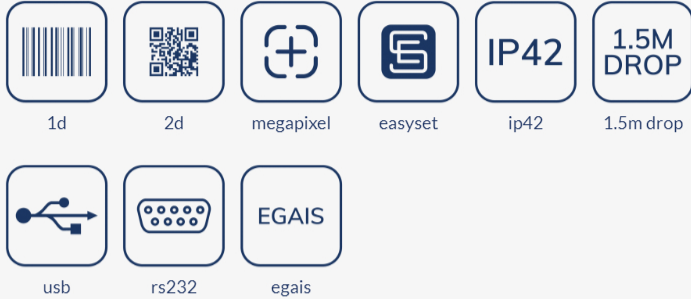 IP42
1.5M
DROP
1d
2d
megapixel
easyset
ip42
1.5m drop
EGAIS
usb
rs232
egais